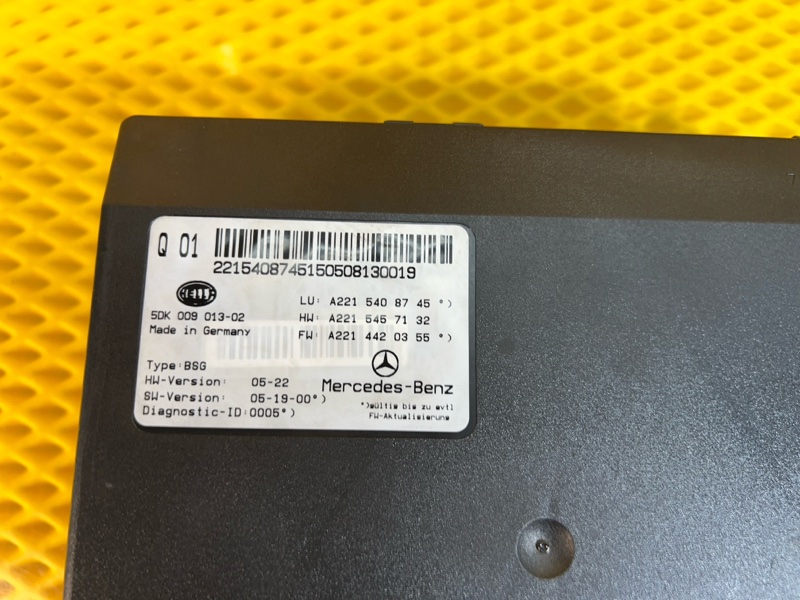 Q 01
2215408745150508130019
HELLA
5DK 009 013-02
Made in Germany
LU: A221 540 87 45 °)
HW: A221 545 71 32
FW: A221 442 03 55 °)
Type:BSG
HW-Version: 05-22
SW-Version: 05-19-00°)
Diagnostic-ID:0005°)
Mercedes-Benz
°)gültig bis zu evtl
FW-Aktualisierung